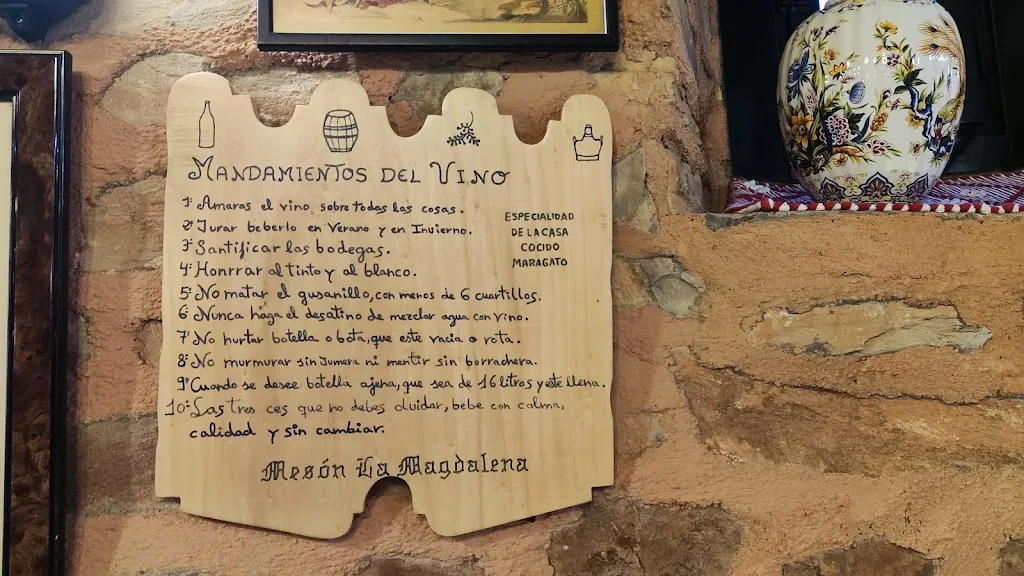 MANDAMIENTOS DEL VINO
1º Amaras el vino sobre todas las cosas.
2º Jurar beberlo en Verano y en Invierno.
3º Santificar las bodegas.
4º Honrrar al tinto y al blanco.
5º No matar el gusanillo, con menos de 6 cuartillos.
6º Nunca haga el desatino de mezclar agua con vino.
7º No hurtar botella o bota, que este vacia o rota.
8º No murmurar sin Jumera ni mentir sin borrachera.
9º Cuando se desee botella ajena, que sea de 16 litros y este llena.
10º Las tres ces que no debes olvidar, bebe con calma,
calidad y sin cambiar.
ESPECIALIDAD
DE LA CASA
COCIDO
MARAGATO
Mesón La Magdalena